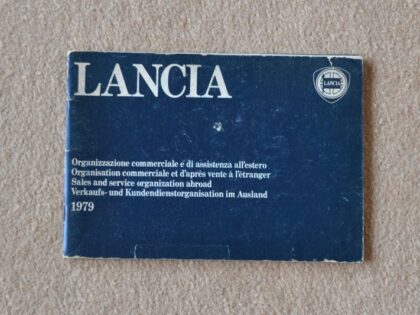 LANCIA
LANCIA
Organizzazione commerciale e di assistenza all'estero
Organisation commerciale et d'après vente à l'étranger
Sales and service organization abroad
Verkaufs- und Kundendienstorganisation im Ausland
1979